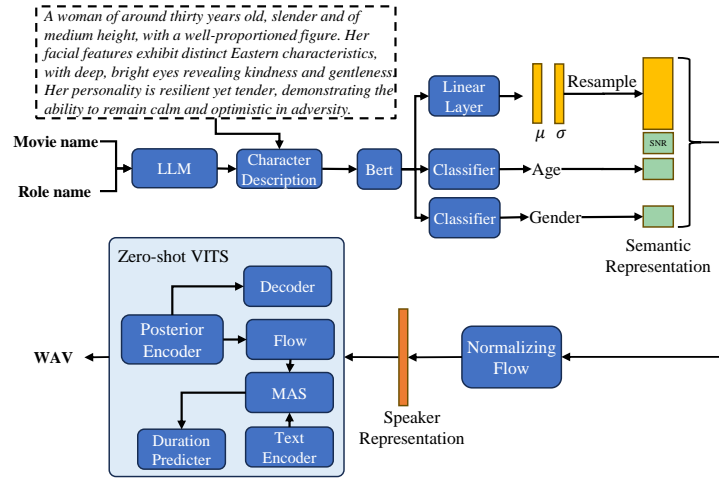 A woman of around thirty years old, slender and of
medium height, with a well-proportioned figure. Her
facial features exhibit distinct Eastern characteristics,
with deep, bright eyes revealing kindness and gentleness.
Her personality is resilient yet tender, demonstrating the
ability to remain calm and optimistic in adversity.
Movie name
Role name
LLM
Character
Description
Bert
Linear
Layer
μ
σ
Resample
SNR
Classifier
Age
Classifier
Gender
Semantic
Representation
Zero-shot VITS
Decoder
Posterior
Encoder
Flow
MAS
Duration
Predicter
Text
Encoder
WAV
Speaker
Representation
Normalizing
Flow